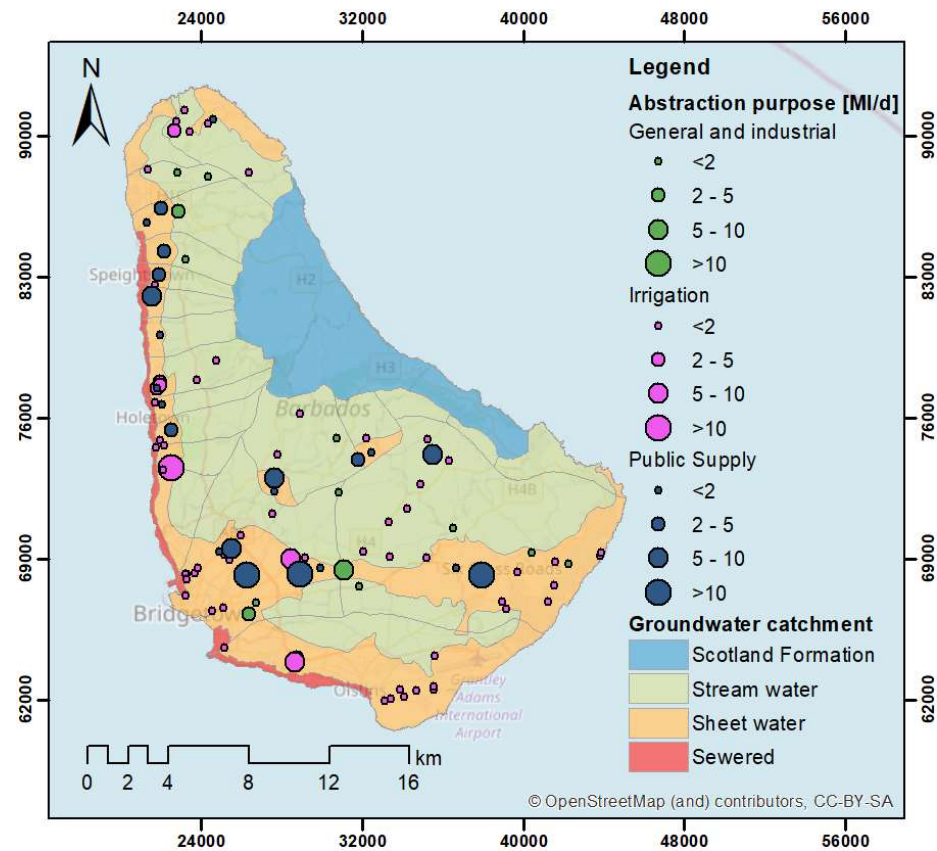 24000 32000 40000 48000 56000
N
90000
83000
76000
69000
62000
Legend
Abstraction purpose [Ml/d]
General and industrial
<2
2 - 5
5 - 10
>10
Irrigation
<2
2 - 5
5 - 10
>10
Public Supply
<2
2 - 5
5 - 10
>10
Groundwater catchment
Scotland Formation
Stream water
Sheet water
Sewered
H2
H3
H4B
H4
Barbados
Grantley
Adams
International
Airport
0 2 4 8 12 16 km
© OpenStreetMap (and) contributors, CC-BY-SA
90000
83000
76000
69000
62000
24000 32000 40000 48000 56000